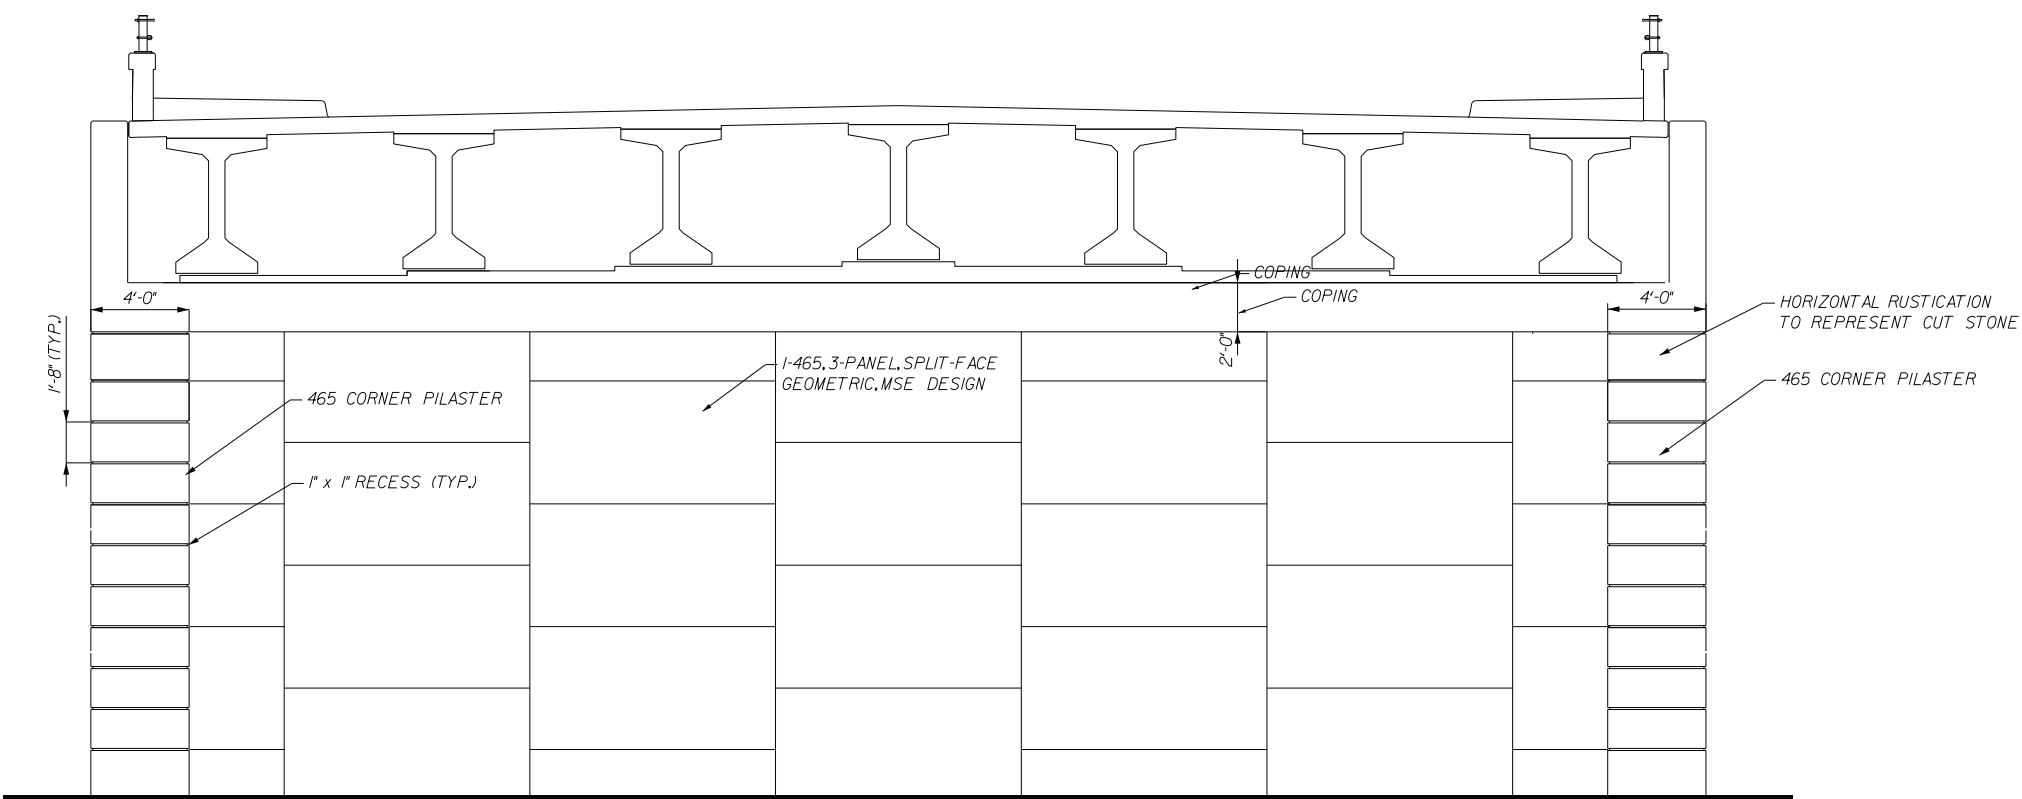 COPING
4'-0"
COPING
4'-0"
HORIZONTAL RUSTICATION
TO REPRESENT CUT STONE
1'-8" (TYP.)
2'-0"
I-465, 3-PANEL, SPLIT-FACE
GEOMETRIC, MSE DESIGN
465 CORNER PILASTER
465 CORNER PILASTER
1" x 1" RECESS (TYP.)